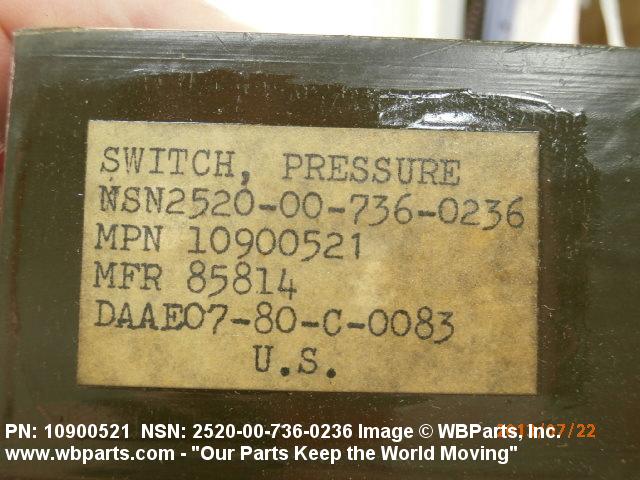 SWITCH, PRESSURE
NSN2520-00-736-0236
MPN 10900521
MFR 85814
DAAE07-80-C-0083
U.S.
PN: 10900521 NSN: 2520-00-736-0236 Image © WBParts, Inc.
www.wbparts.com - "Our Parts Keep the World Moving"